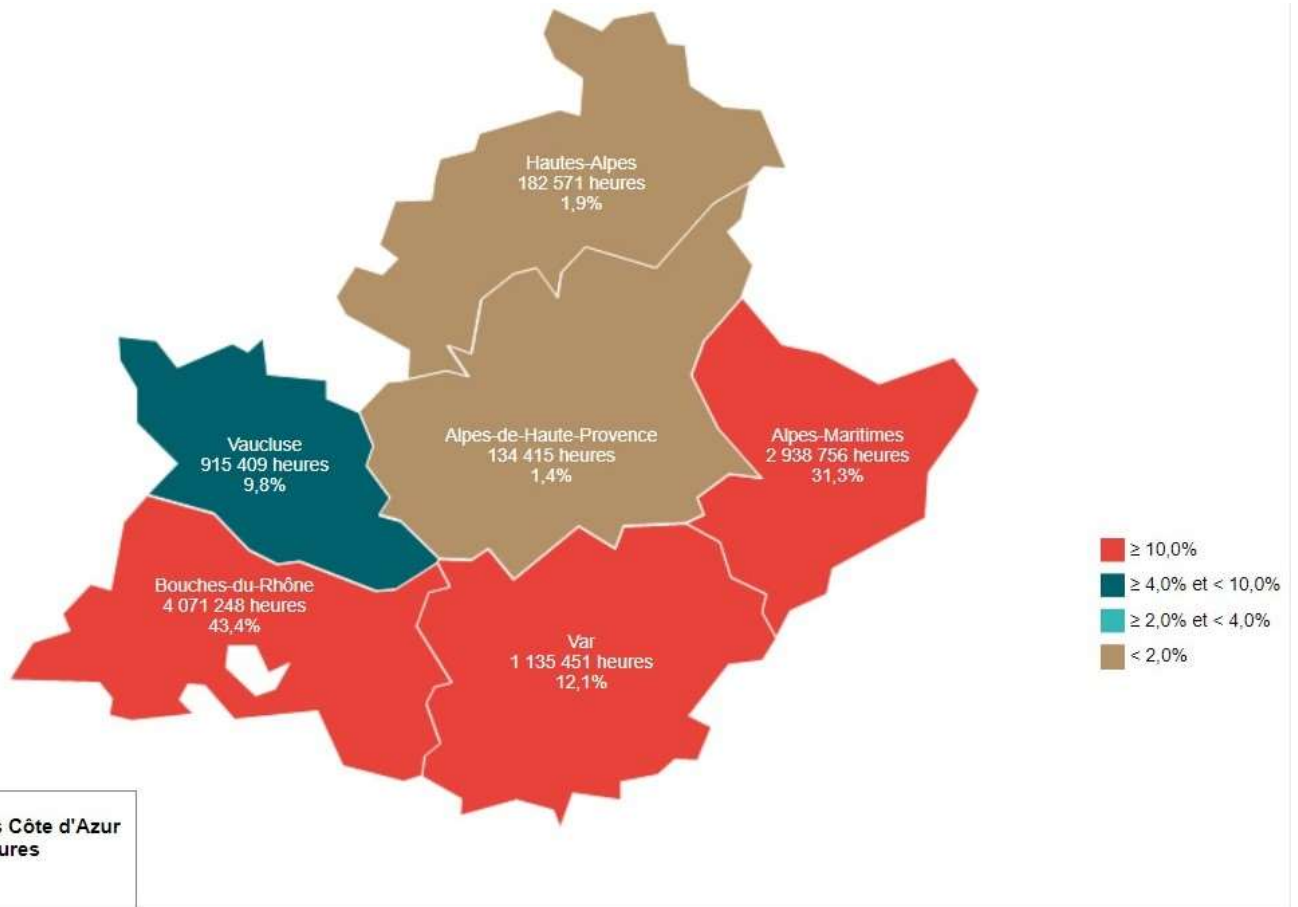 Hautes-Alpes
182 571 heures
1,9%
Alpes-de-Haute-Provence
134 415 heures
1,4%
Alpes-Maritimes
2 938 756 heures
31,3%
Vaucluse
915 409 heures
9,8%
Bouches-du-Rhône
4 071 248 heures
43,4%
Var
1 135 451 heures
12,1%
≥ 10,0%
≥ 4,0% et < 10,0%
≥ 2,0% et < 4,0%
< 2,0%
Côte d'Azur